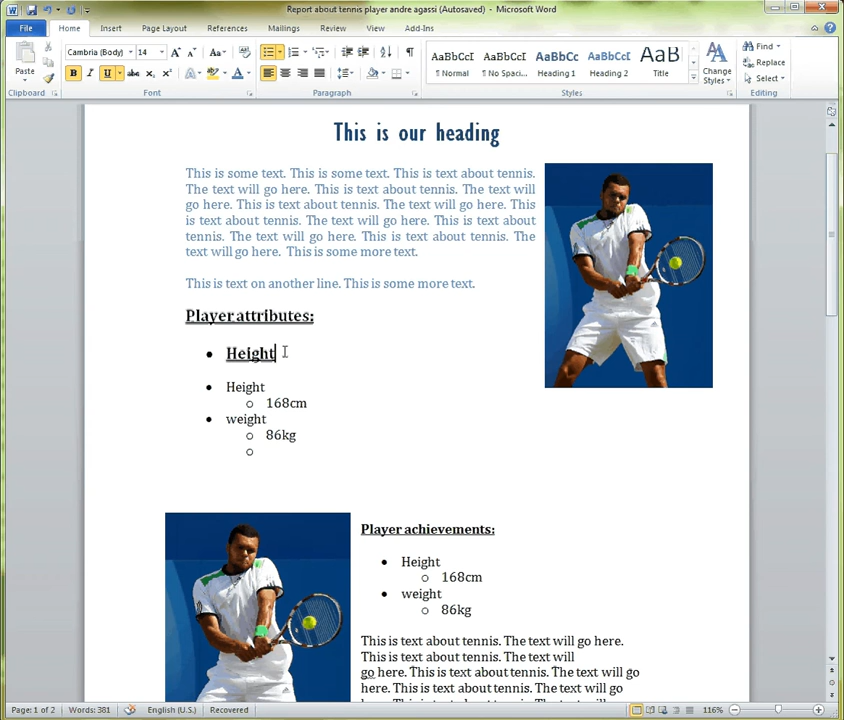 Report about tennis player andre agassi (Autosaved) - Microsoft Word
File Home Insert Page Layout References Mailings Review View Add-Ins
Cambria (Body) 14 A A Aa
AaBbCcI AaBbCcI AaBbCc AaBbCcI AaB
Find
Replace
Select
Paste
B I U abc x₂ x² A A
¶ Normal ¶ No Spaci... Heading 1 Heading 2 Title
Change
Styles
Clipboard Font Paragraph Styles Editing
This is our heading
This is some text. This is some text. This is text about tennis.
The text will go here. This is text about tennis. The text will
go here. This is text about tennis. The text will go here. This
is text about tennis. The text will go here. This is text about
tennis. The text will go here. This is text about tennis. The
text will go here. This is some more text.
This is text on another line. This is some more text.
Player attributes:
• Height
• Height
o 168cm
• weight
o 86kg
o
Player achievements:
• Height
o 168cm
• weight
o 86kg
This is text about tennis. The text will go here.
This is text about tennis. The text will
go here. This is text about tennis. The text will go
here. This is text about tennis. The text will go
Page: 1 of 2 Words: 381 English (U.S.) Recovered 116%